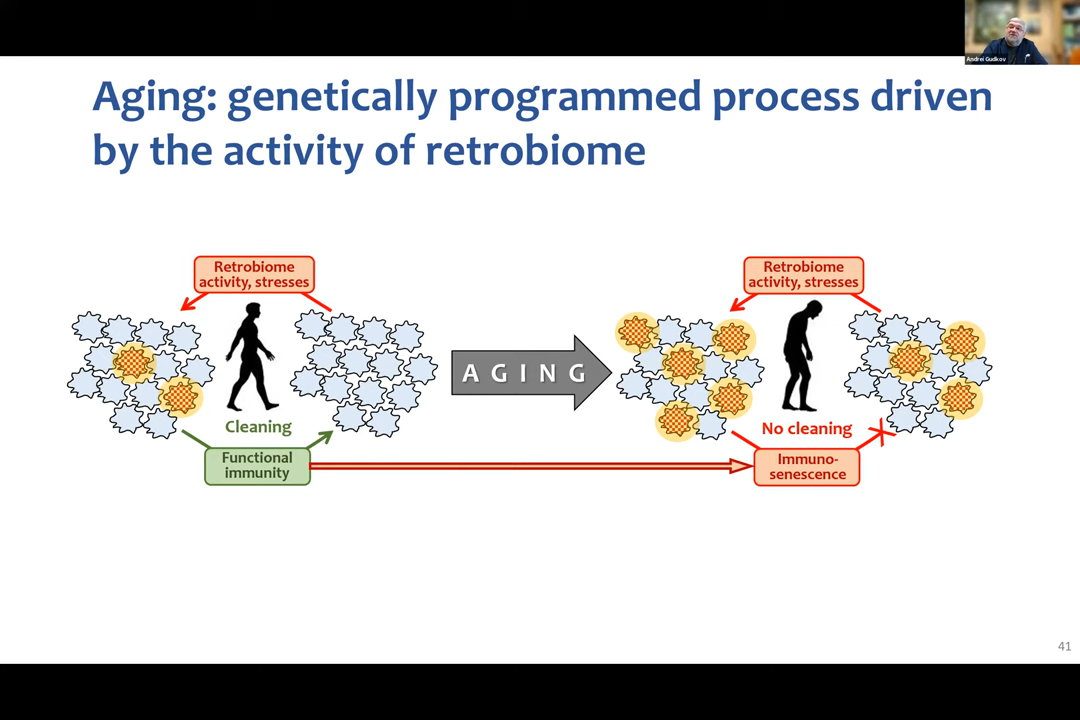 Andrei Gudkov
Aging: genetically programmed process driven
by the activity of retrobiome
Retrobiome
activity, stresses
Retrobiome
activity, stresses
A G I N G
Cleaning
No cleaning
Functional
immunity
Immuno-
senescence
41